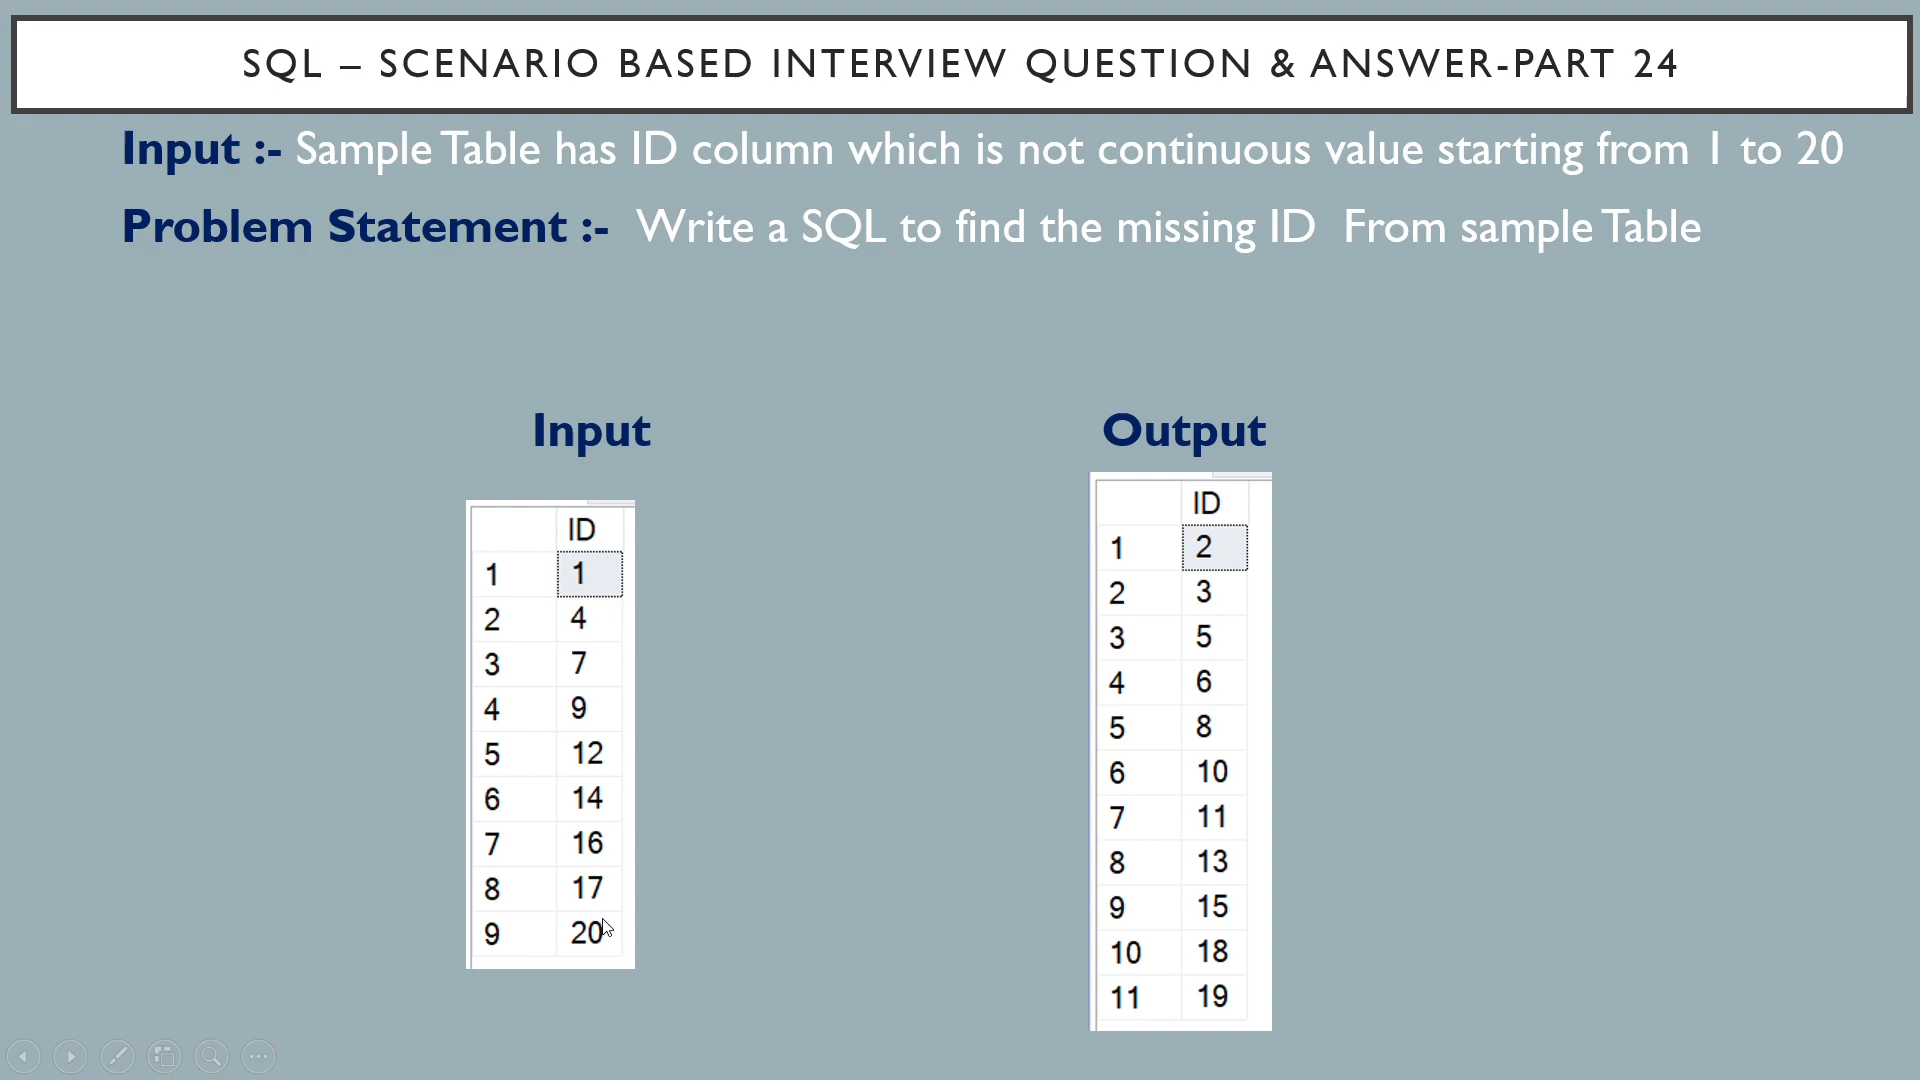 SQL – SCENARIO BASED INTERVIEW QUESTION & ANSWER-PART 24
Input :- Sample Table has ID column which is not continuous value starting from 1 to 20
Problem Statement :- Write a SQL to find the missing ID From sample Table
Input
ID
1 1
2 4
3 7
4 9
5 12
6 14
7 16
8 17
9 20
Output
ID
1 2
2 3
3 5
4 6
5 8
6 10
7 11
8 13
9 15
10 18
11 19